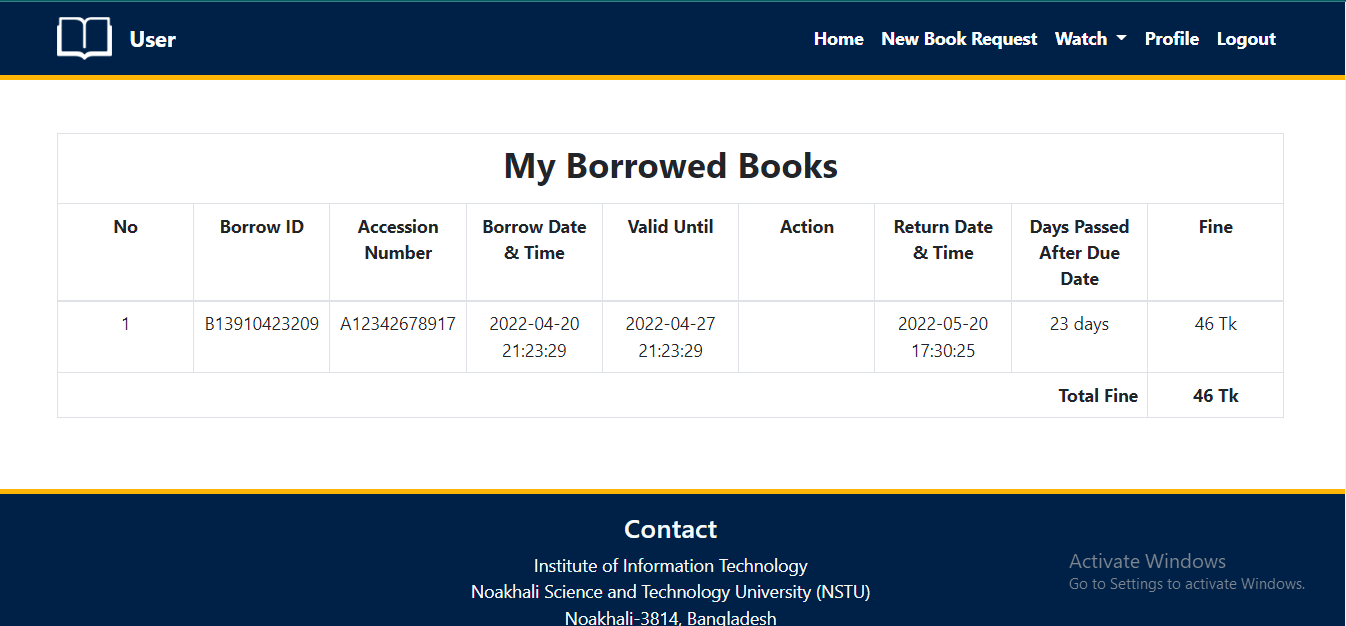 User
Home New Book Request Watch Profile Logout
My Borrowed Books
No Borrow ID Accession Number Borrow Date & Time Valid Until Action Return Date & Time Days Passed After Due Date Fine
1 B13910423209 A12342678917 2022-04-20 21:23:29 2022-04-27 21:23:29 2022-05-20 17:30:25 23 days 46 Tk
Total Fine 46 Tk
Contact
Institute of Information Technology
Noakhali Science and Technology University (NSTU)
Noakhali-3814, Bangladesh
Activate Windows
Go to Settings to activate Windows.